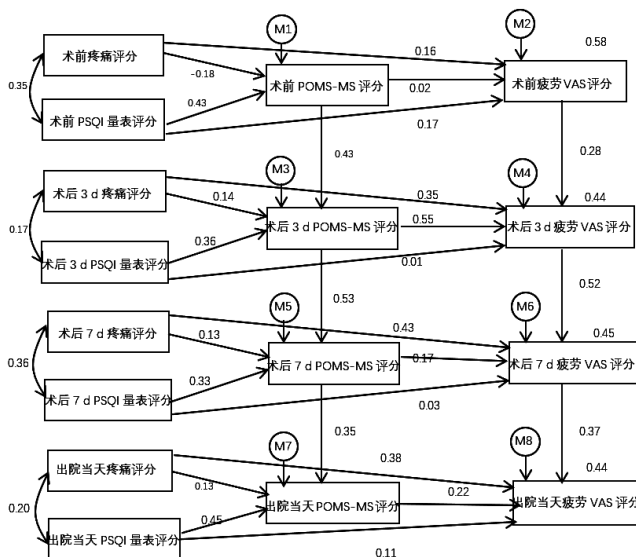 M1
M2
术前疼痛评分
0.16
0.58
-0.18
术前 POMS-MS 评分
0.02
术前疲劳 VAS 评分
0.35
0.43
术前 PSQI 量表评分
0.17
0.43
0.28
M3
M4
术后 3 d 疼痛评分
0.35
0.44
0.14
术后 3 d POMS-MS 评分
0.55
术后 3 d 疲劳 VAS 评分
0.17
0.36
术后 3 d PSQI 量表评分
0.01
0.53
0.52
M5
M6
术后 7 d 疼痛评分
0.43
0.45
0.13
术后 7 d POMS-MS 评分
0.17
术后 7 d 疲劳 VAS 评分
0.36
0.33
术后 7 d PSQI 量表评分
0.03
0.35
0.37
M7
M8
出院当天疼痛评分
0.38
0.44
0.13
出院当天 POMS-MS 评分
0.22
出院当天疲劳 VAS 评分
0.20
0.45
出院当天 PSQI 量表评分
0.11